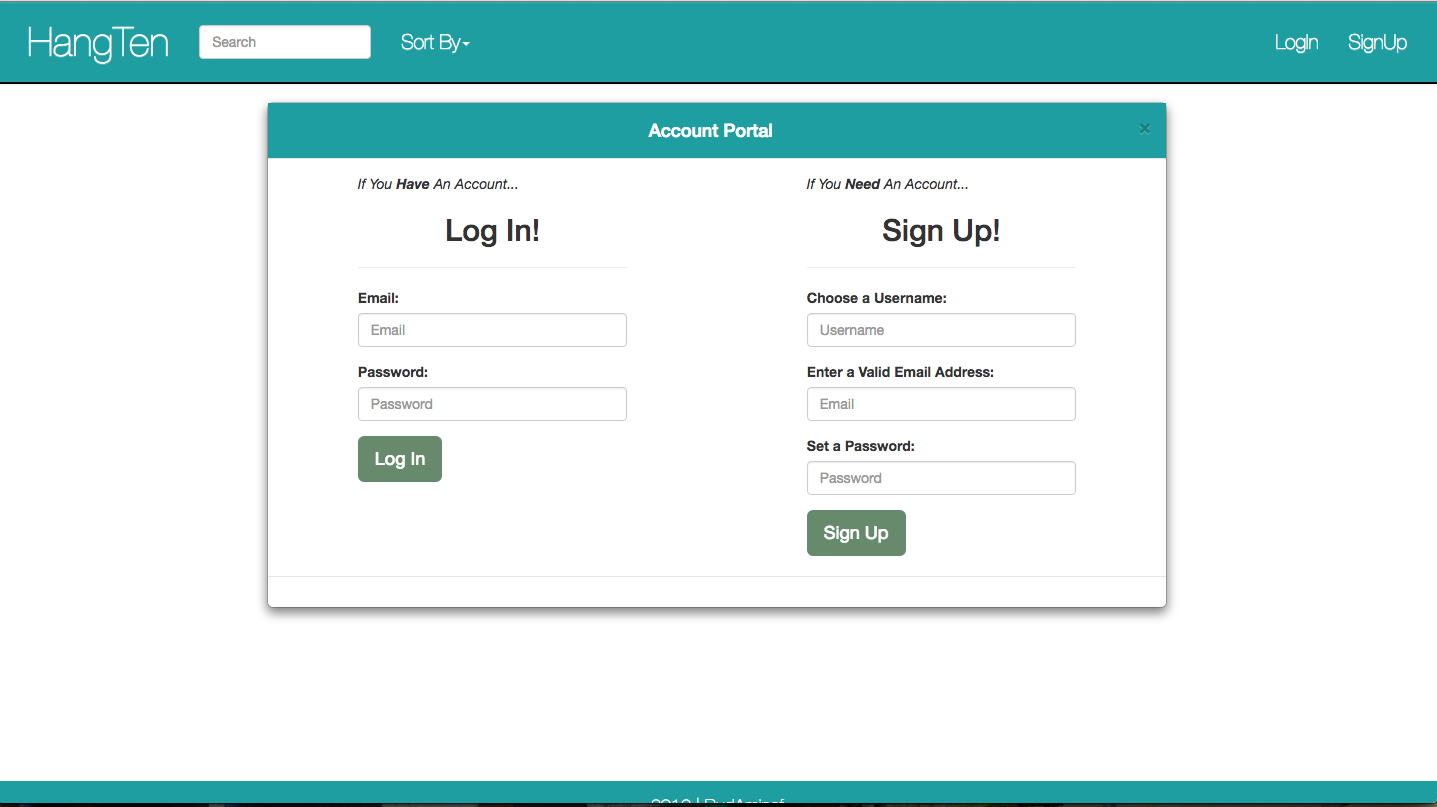 HangTen
Search
Sort By
LogIn
SignUp
Account Portal
×
If You Have An Account...
Log In!
Email:
Email
Password:
Password
Log In
If You Need An Account...
Sign Up!
Choose a Username:
Username
Enter a Valid Email Address:
Email
Set a Password:
Password
Sign Up